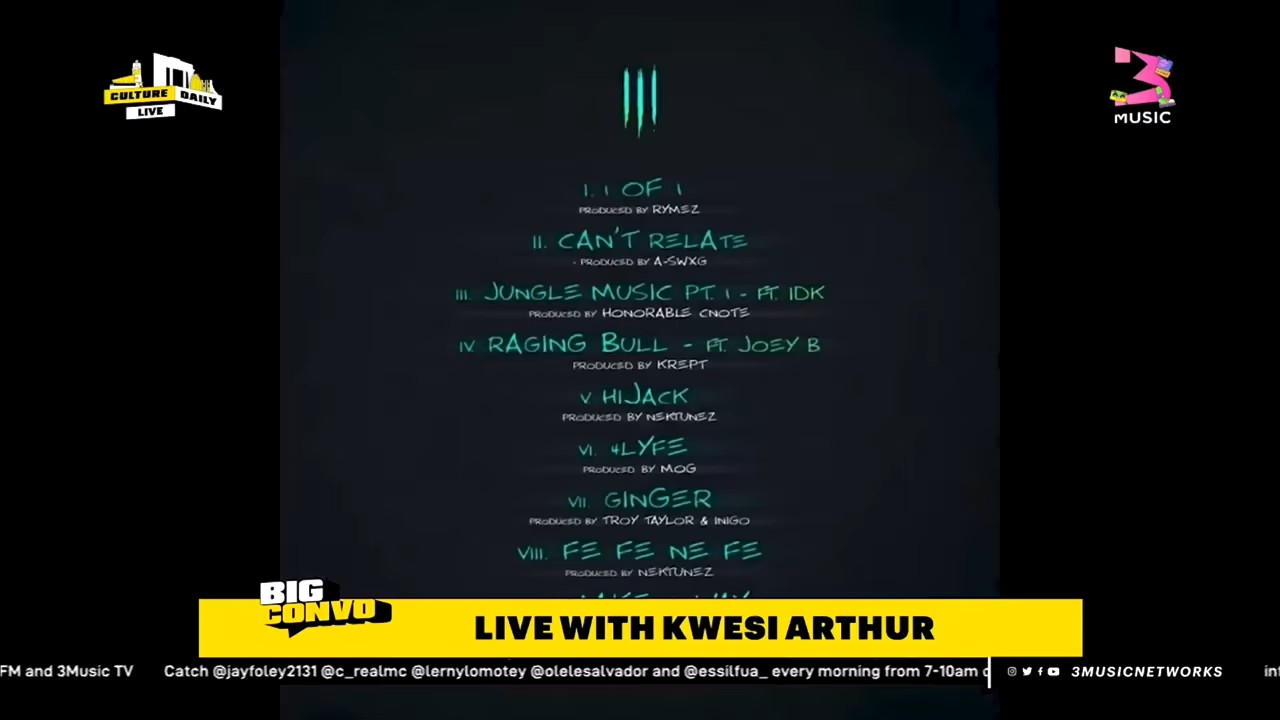 CULTURE DAILY
LIVE
3
MUSIC
III
I. 1 OF 1
PRODUCED BY RYMEZ
II. CAN'T RELATE
- PRODUCED BY A-SWXG
III. JUNGLE MUSIC PT. 1 - FT. IDK
PRODUCED BY HONORABLE CNOTE
IV. RAGING BULL - FT. JOEY B
PRODUCED BY KREPT
V HIJACK
PRODUCED BY NEKTUNEZ
VI. 4LYFE
PRODUCED BY MOG
VII. GINGER
PRODUCED BY TROY TAYLOR & INIGO
VIII. FE FE NE FE
PRODUCED BY NEKTUNEZ
BIG
CONVO
LIVE WITH KWESI ARTHUR
FM and 3Music TV Catch @jayfoley2131 @c_realmc @lernylomotey @olelesalvador and @essilfua_ every morning from 7-10am
3MUSICNETWORKS